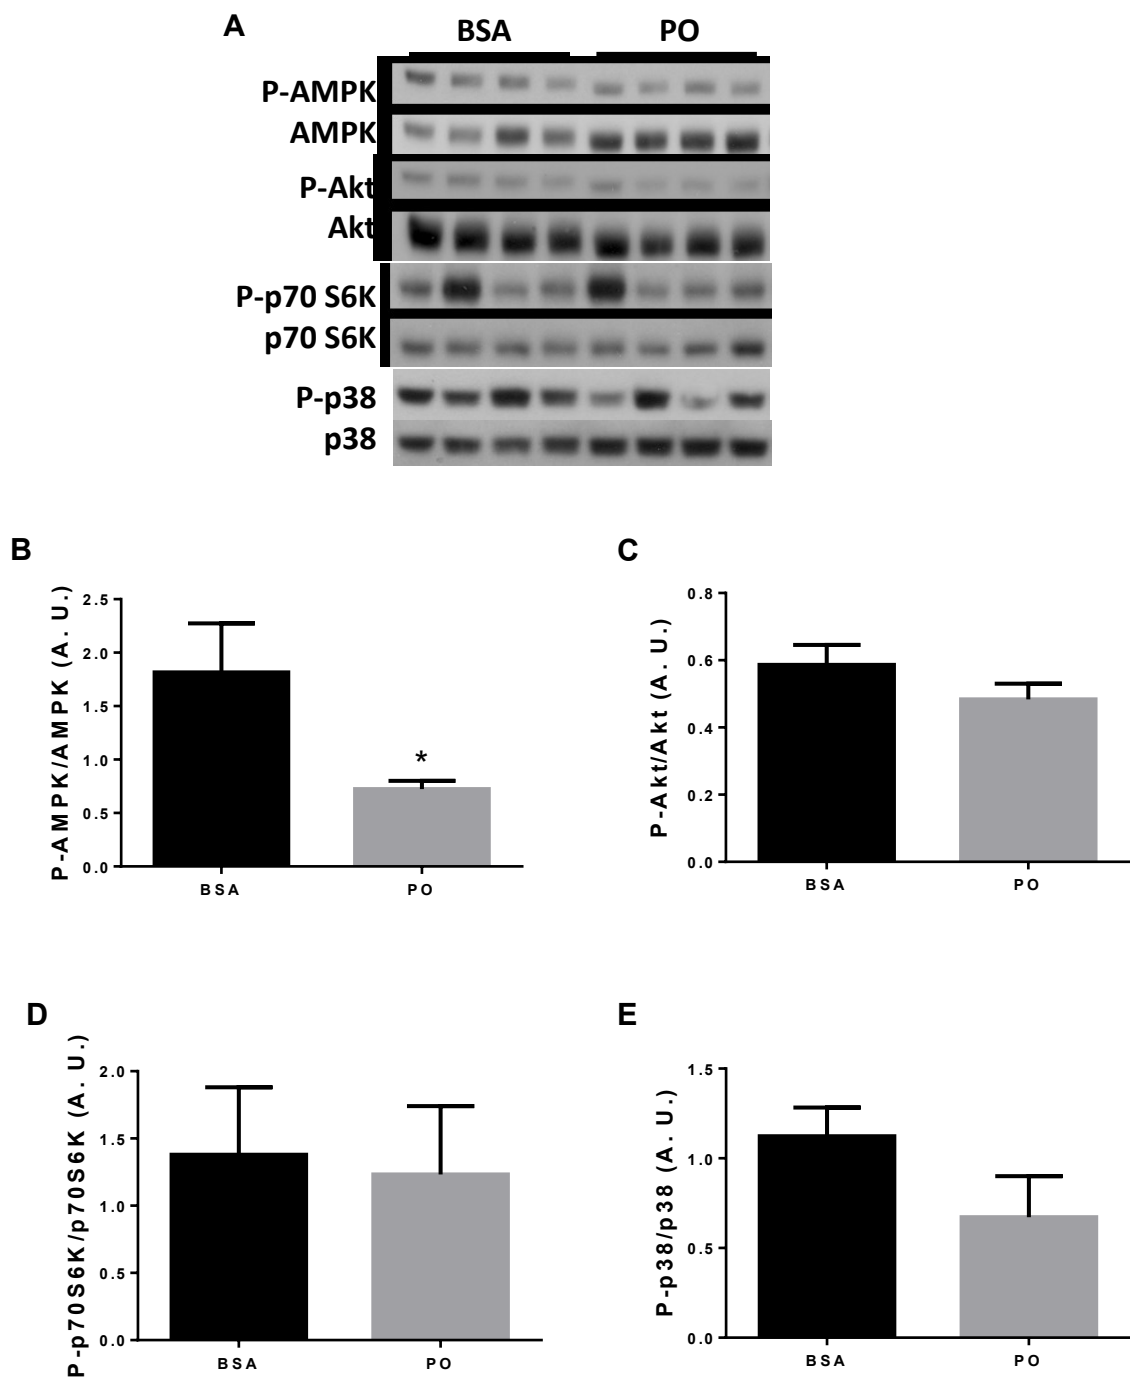 A
BSA PO
P-AMPK
AMPK
P-Akt
Akt
P-p70 S6K
p70 S6K
P-p38
p38
B
P-AMPK/AMPK (A. U.)
2.5
2.0
1.5
1.0
0.5
0.0
*
BSA PO
C
P-Akt/Akt (A. U.)
0.8
0.6
0.4
0.2
0.0
BSA PO
D
P-p70S6K/p70S6K (A. U.)
2.0
1.5
1.0
0.5
0.0
BSA PO
E
P-p38/p38 (A. U.)
1.5
1.0
0.5
0.0
BSA PO